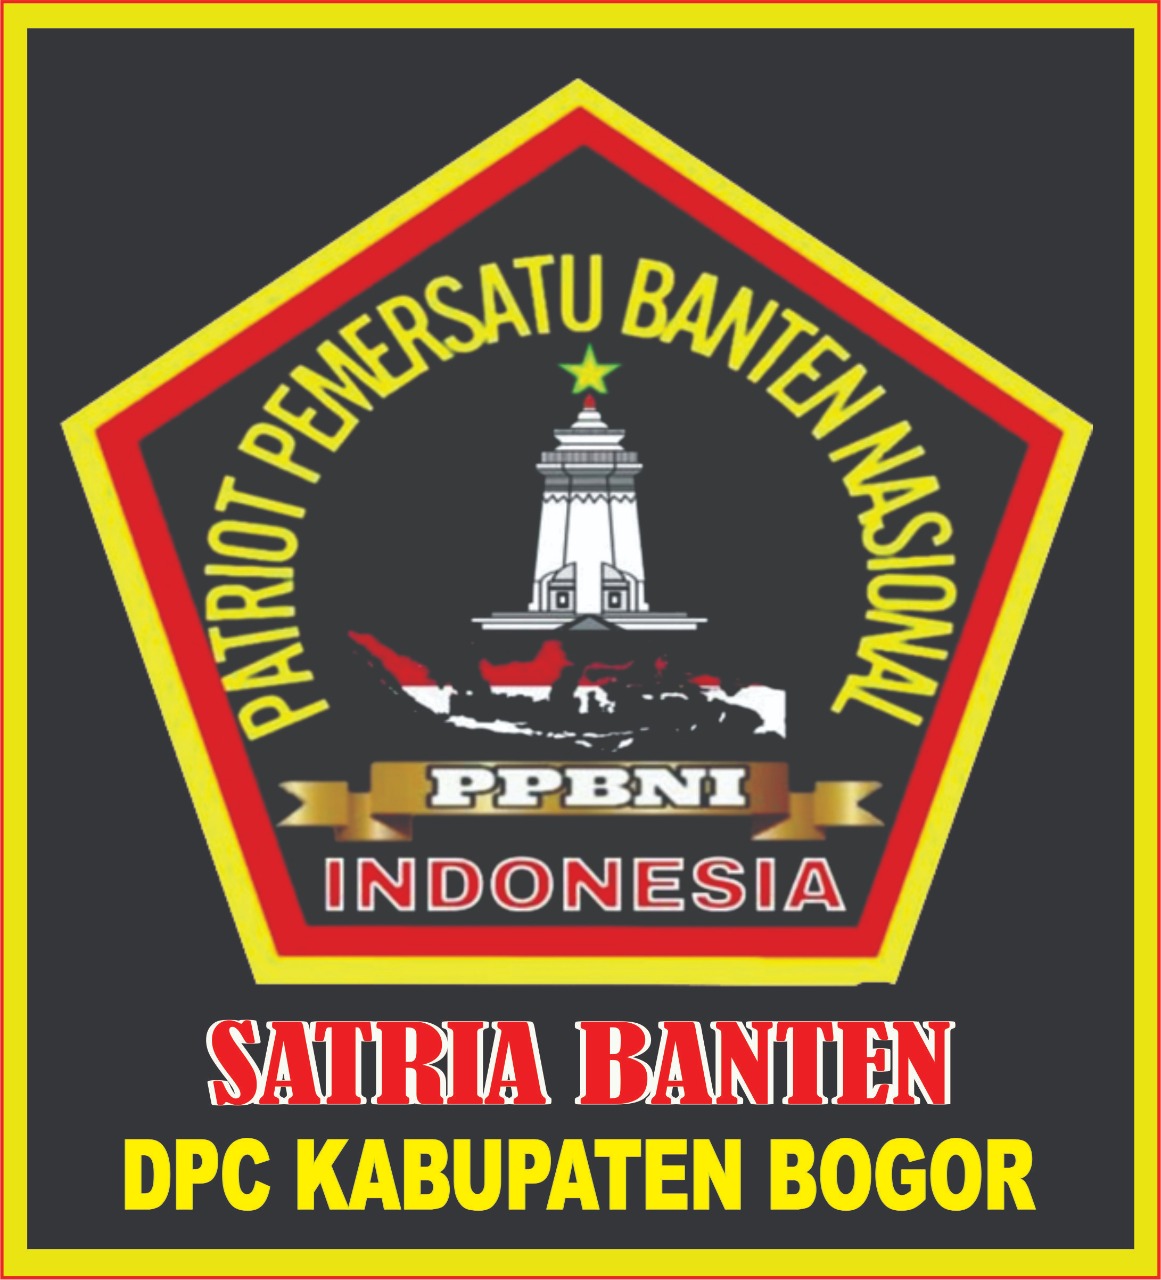 PATRIOT PEMERSATU BANTEN NASIONAL
PPBNI
INDONESIA
SATRIA BANTEN
DPC KABUPATEN BOGOR